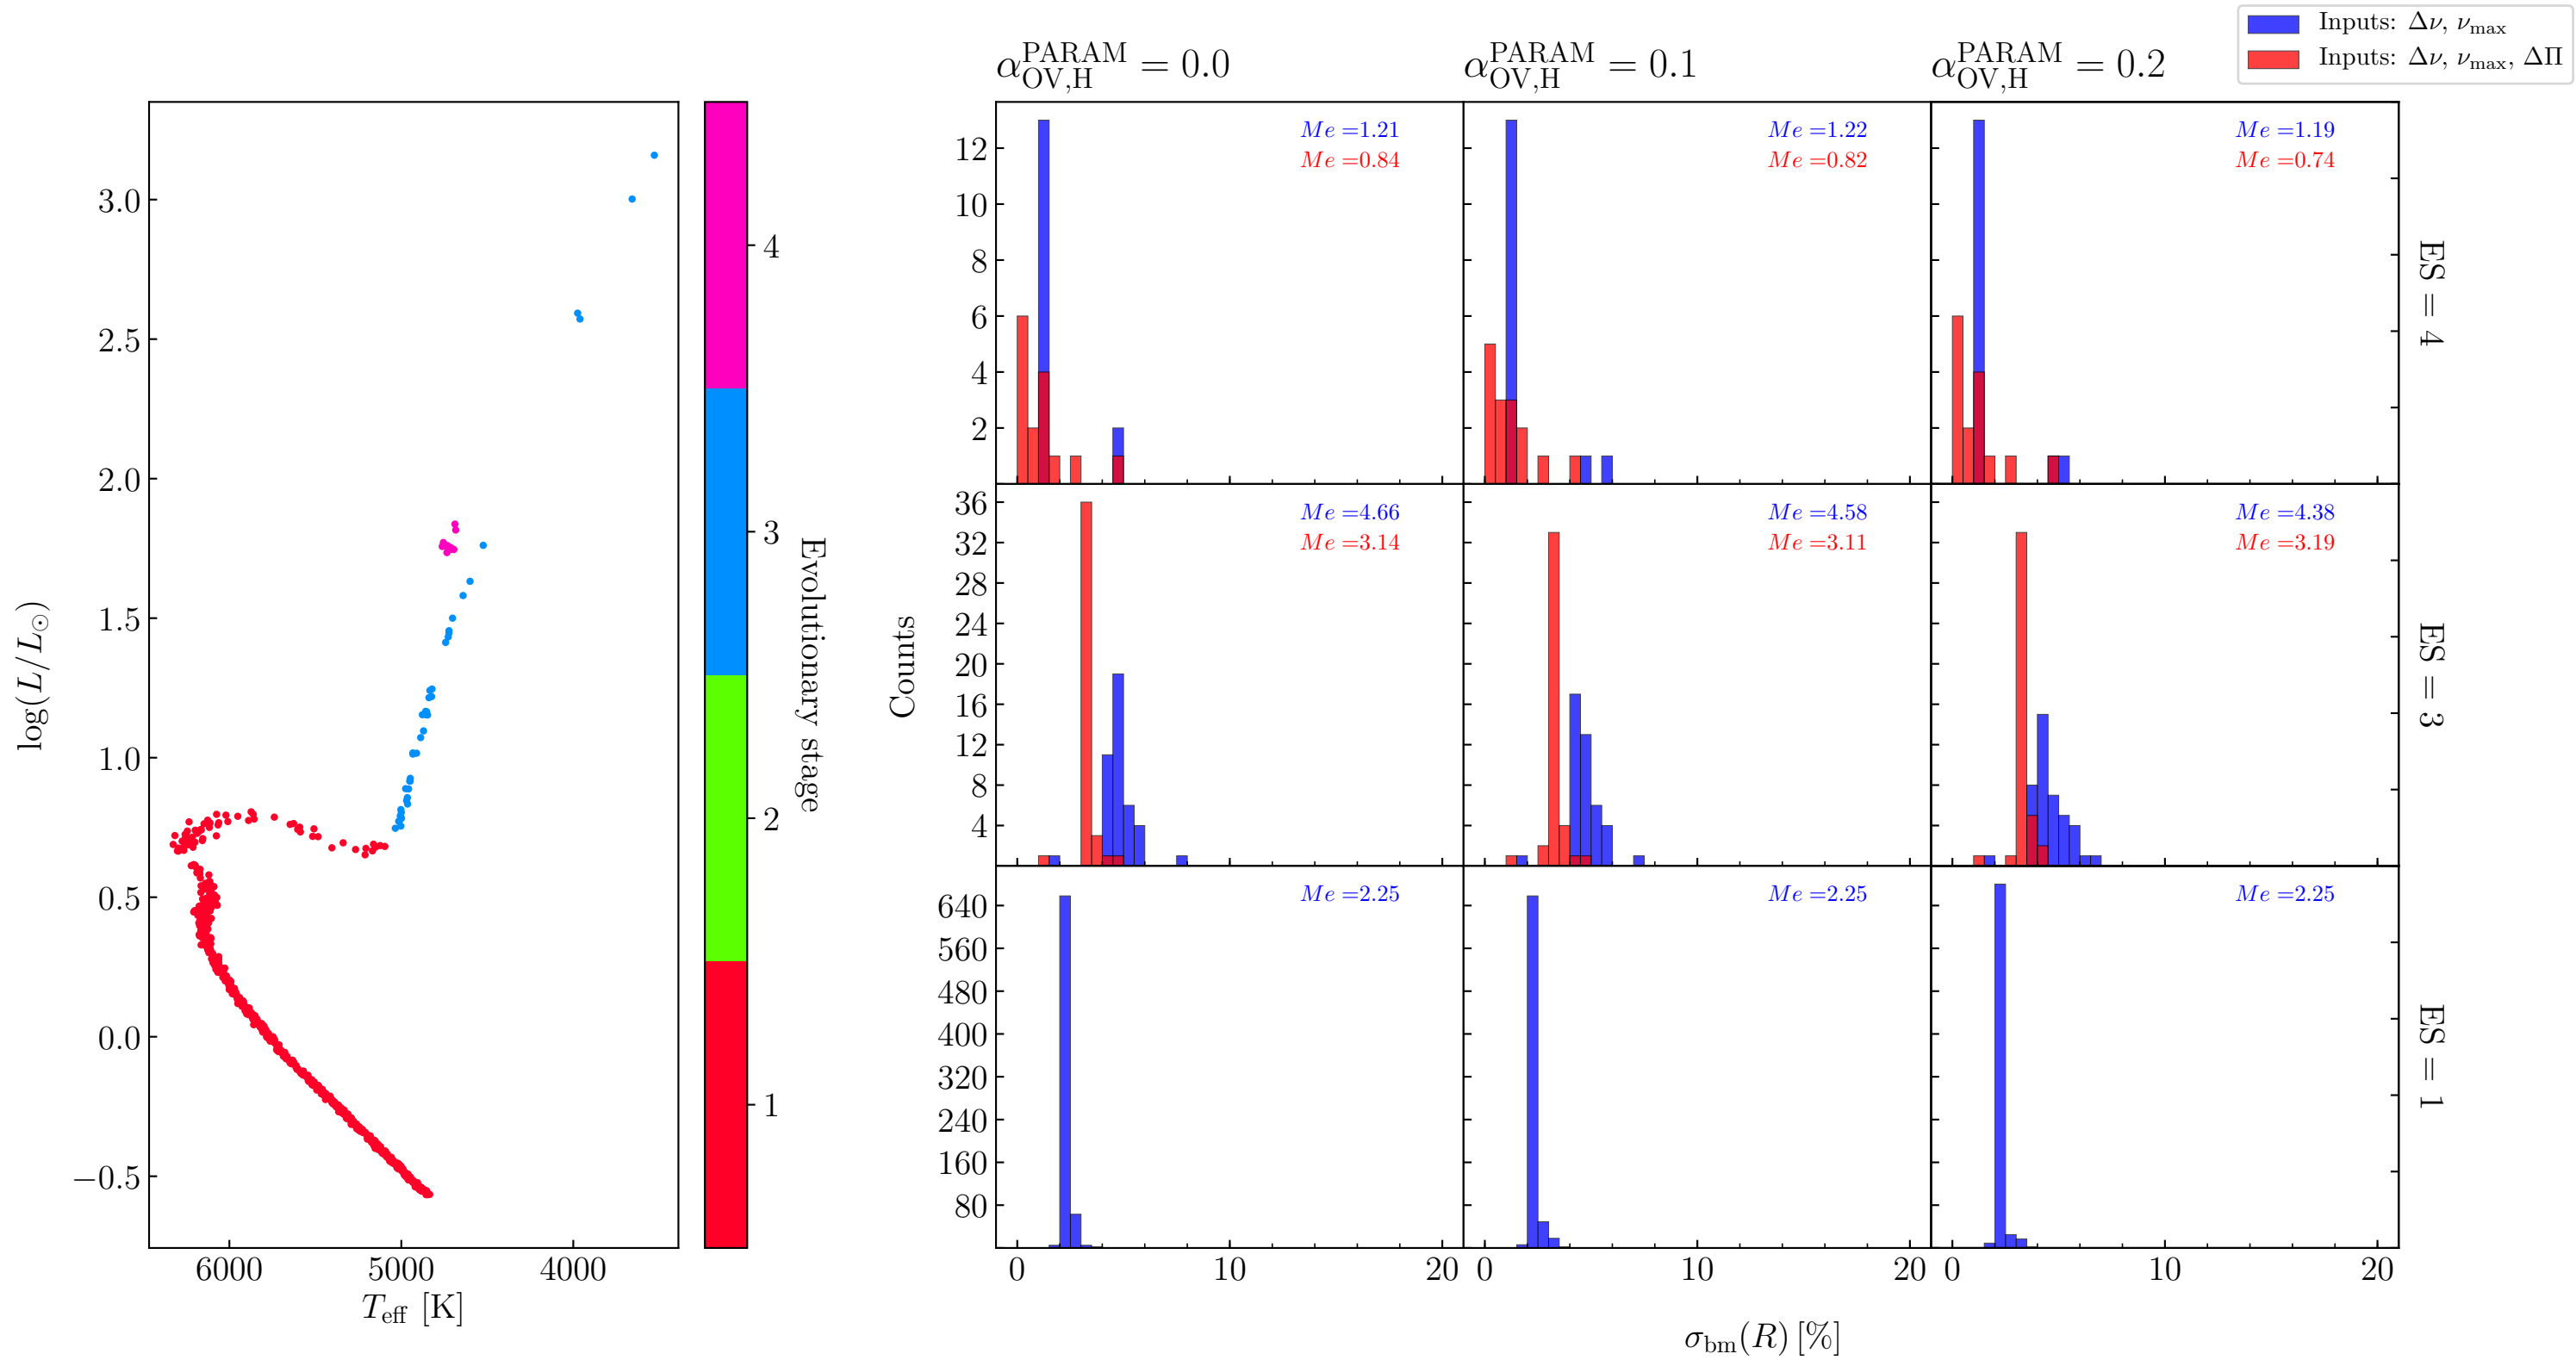 Inputs: Δν, ν_max
Inputs: Δν, ν_max, ΔΠ
α_OV,H^PARAM = 0.0
α_OV,H^PARAM = 0.1
α_OV,H^PARAM = 0.2
3.0
2.5
2.0
1.5
1.0
0.5
0.0
−0.5
log(L/L⊙)
6000 5000 4000
T_eff [K]
4
3
2
1
Evolutionary stage
Counts
12
10
8
6
4
2
Me =1.21
Me =0.84
Me =1.22
Me =0.82
Me =1.19
Me =0.74
ES = 4
36
32
28
24
20
16
12
8
4
Me =4.66
Me =3.14
Me =4.58
Me =3.11
Me =4.38
Me =3.19
ES = 3
640
560
480
400
320
240
160
80
Me =2.25
Me =2.25
Me =2.25
ES = 1
0 10 20 0 10 20 0 10 20
σ_bm(R) [%]